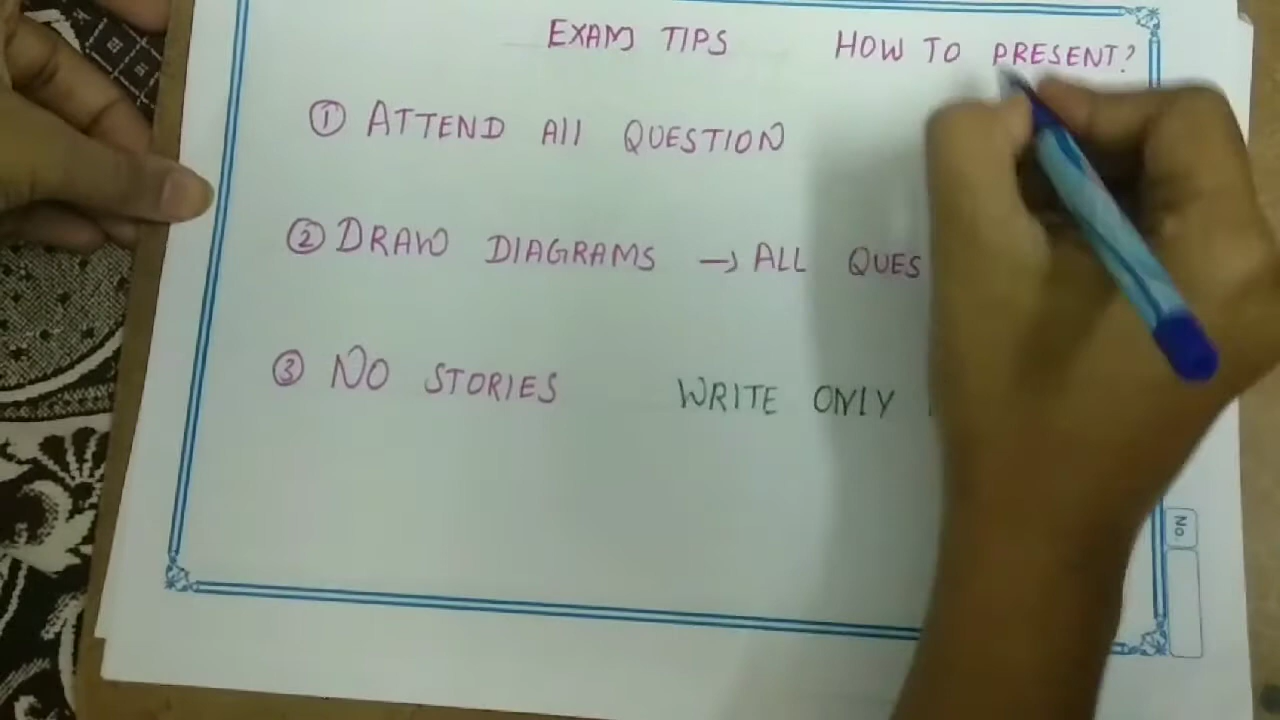 EXAM TIPS HOW TO PRESENT?
① ATTEND All QUESTION
② DRAW DIAGRAMS → ALL QUES
③ NO STORIES WRITE ONLY
No.